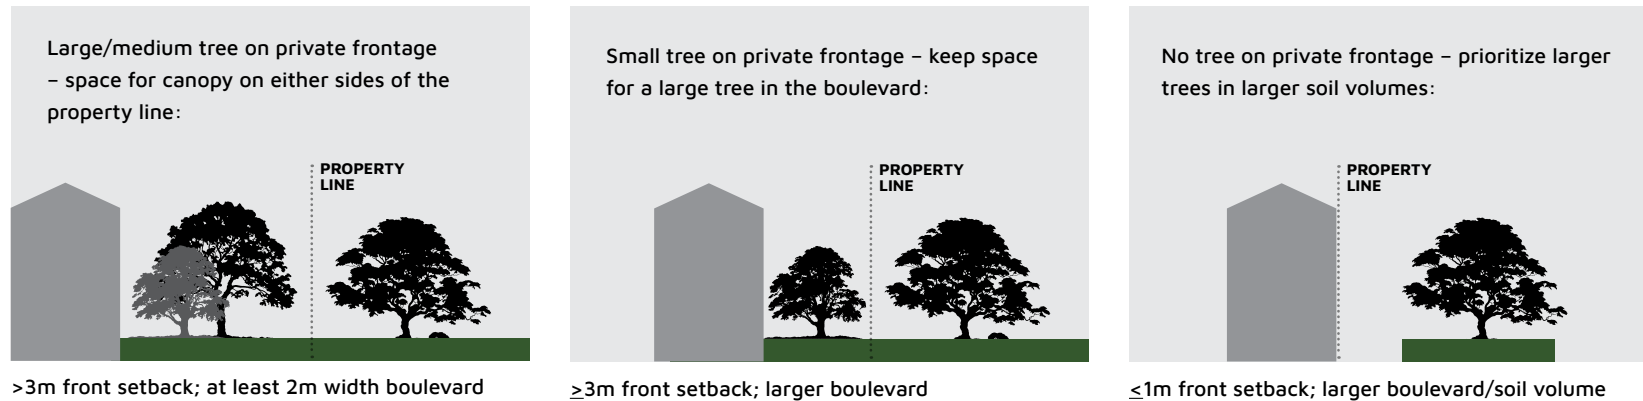 Large/medium tree on private frontage
– space for canopy on either sides of the
property line:
PROPERTY
LINE
>3m front setback; at least 2m width boulevard
Small tree on private frontage – keep space
for a large tree in the boulevard:
PROPERTY
LINE
≥3m front setback; larger boulevard
No tree on private frontage – prioritize larger
trees in larger soil volumes:
PROPERTY
LINE
≤1m front setback; larger boulevard/soil volume